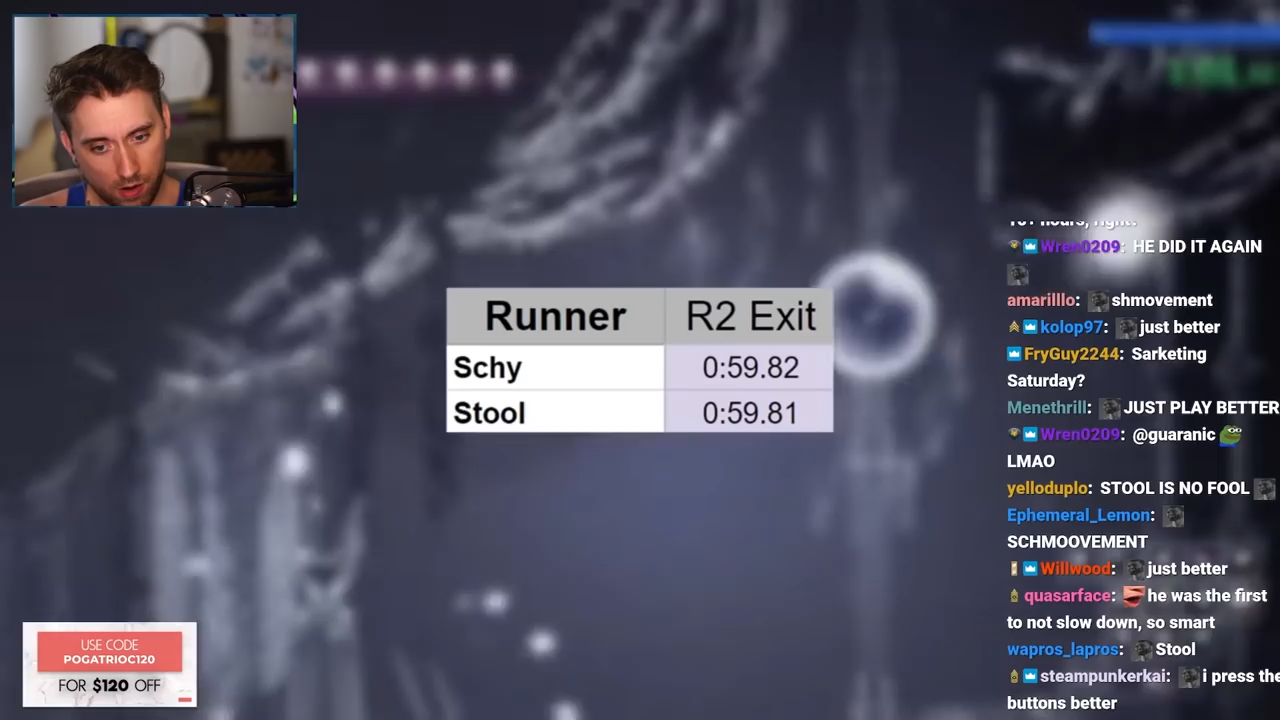 Runner R2 Exit
Schy 0:59.82
Stool 0:59.81
hours, right?
Wren0209: HE DID IT AGAIN
amarilllo: shmovement
kolop97: just better
FryGuy2244: Sarketing
Saturday?
Menethrill: JUST PLAY BETTER
Wren0209: @guaranic
LMAO
yelloduplo: STOOL IS NO FOOL
Ephemeral_Lemon:
SCHMOOVEMENT
Willwood: just better
quasarface: he was the first
to not slow down, so smart
wapros_lapros: Stool
steampunkerkai: i press the
buttons better
USE CODE
POGATRIOC120
FOR $120 OFF